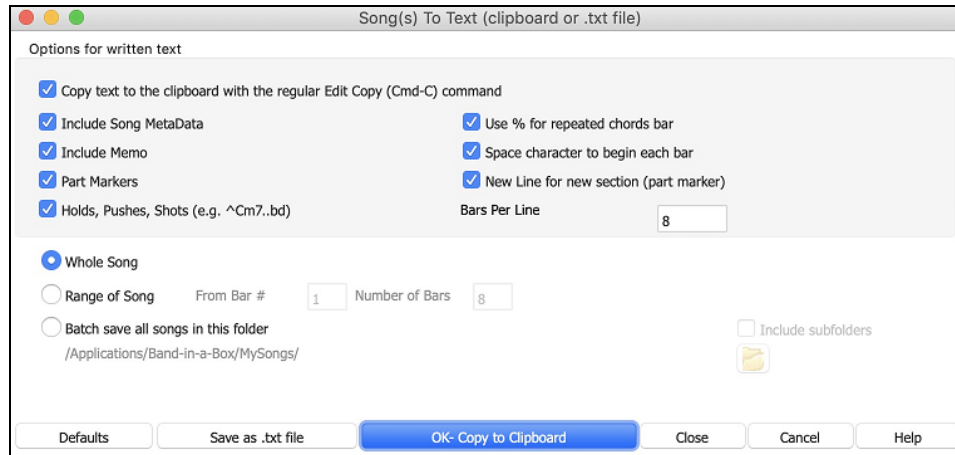 Song(s) To Text (clipboard or .txt file)
Options for written text
Copy text to the clipboard with the regular Edit Copy (Cmd-C) command
Include Song MetaData
Use % for repeated chords bar
Include Memo
Space character to begin each bar
Part Markers
New Line for new section (part marker)
Holds, Pushes, Shots (e.g. ^Cm7..bd)
Bars Per Line 8
Whole Song
Range of Song From Bar # 1 Number of Bars 8
Batch save all songs in this folder
Include subfolders
/Applications/Band-in-a-Box/MySongs/
Defaults Save as .txt file OK- Copy to Clipboard Close Cancel Help